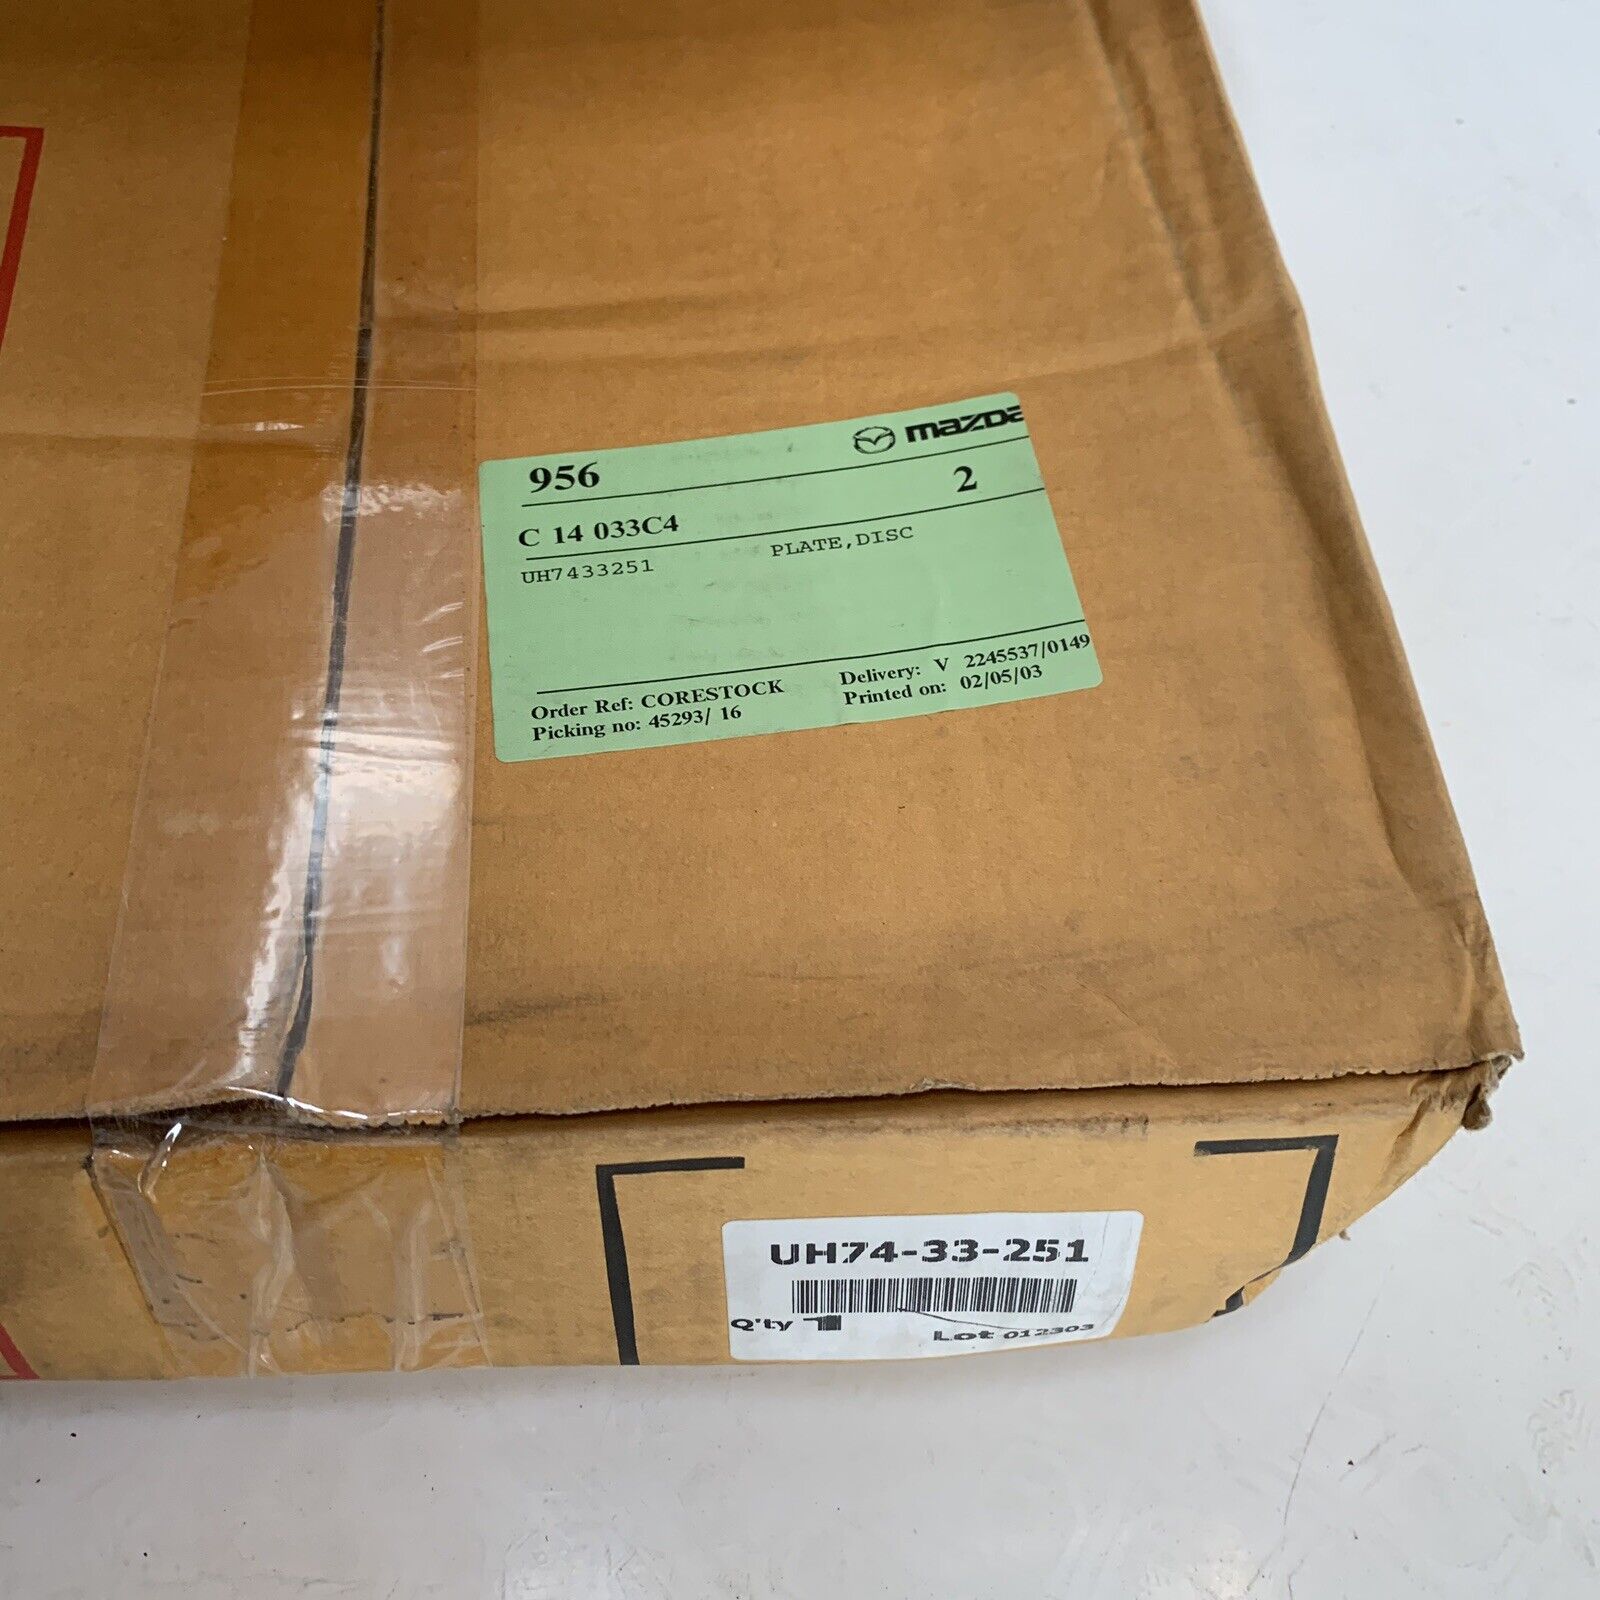 mazda
956
2
C 14 033C4
UH7433251 PLATE,DISC
Order Ref: CORESTOCK Delivery: V 2245537/0149
Picking no: 45293/ 16 Printed on: 02/05/03
UH74-33-251
Q'ty 1
Lot 012303